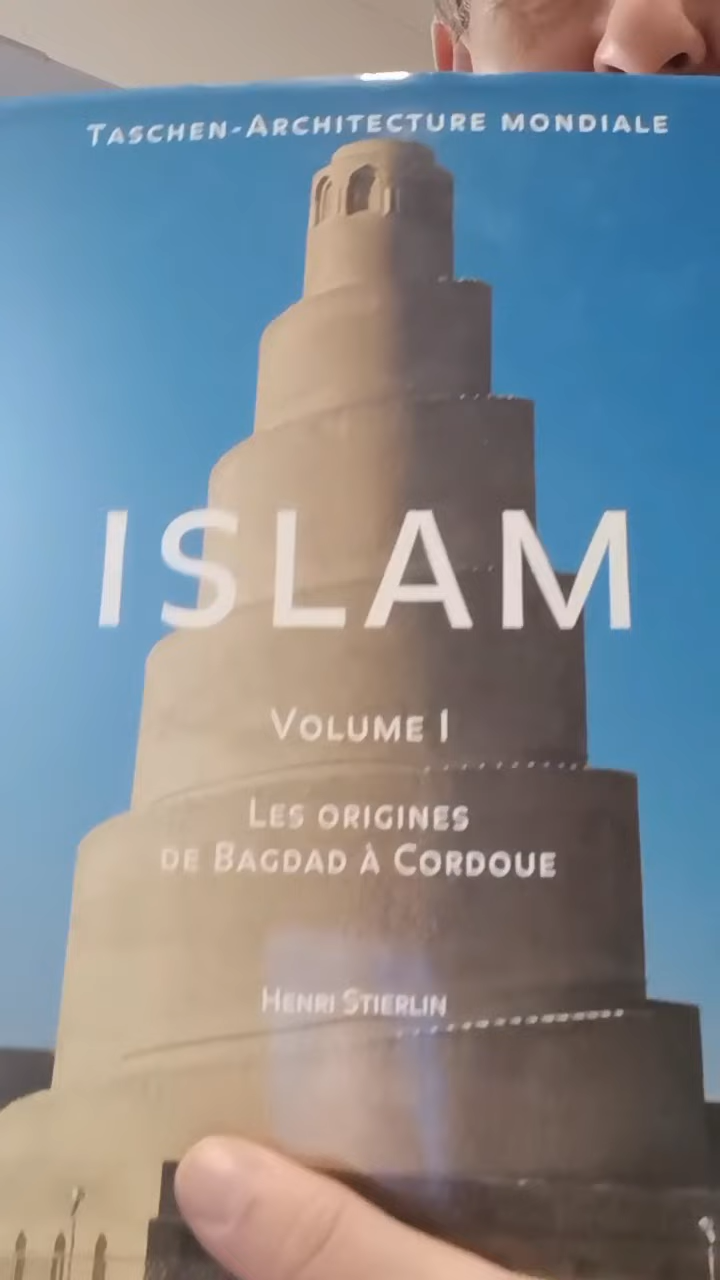 TASCHEN-ARCHITECTURE MONDIALE
ISLAM
VOLUME I
LES ORIGINES
DE BAGDAD À CORDOUE
HENRI STIERLIN